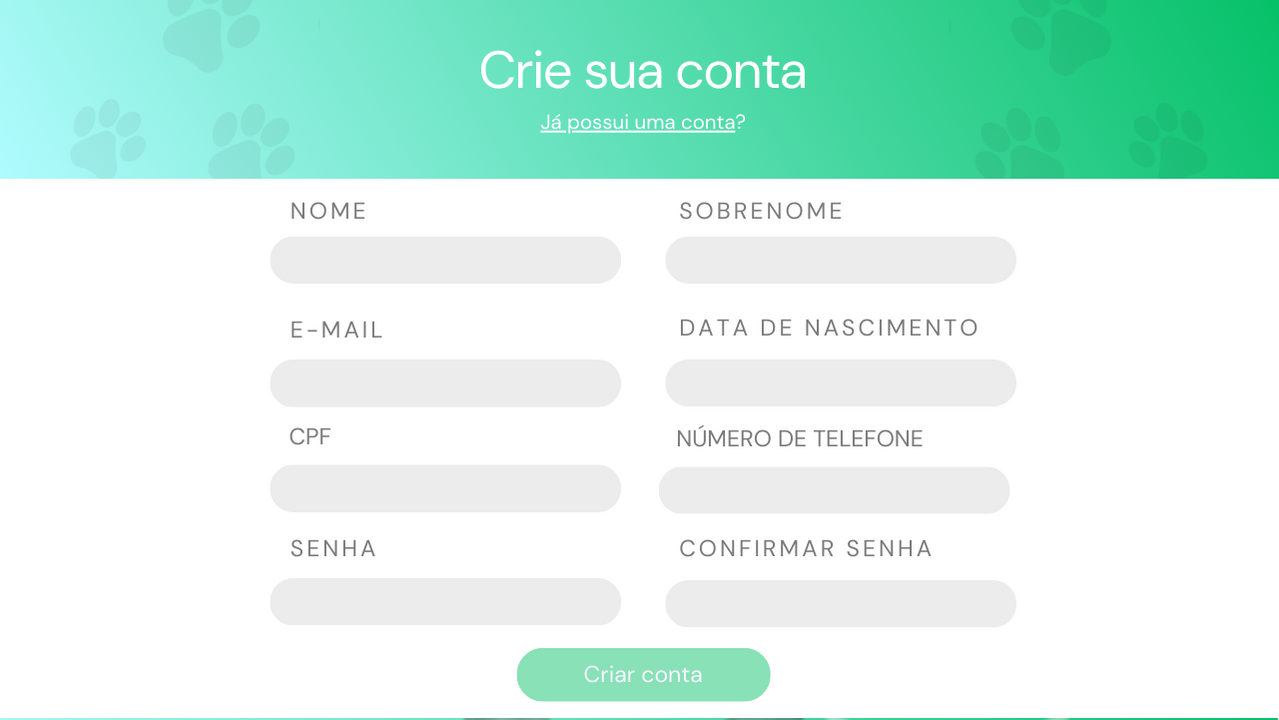 Crie sua conta
Já possui uma conta?
NOME
SOBRENOME
E-MAIL
DATA DE NASCIMENTO
CPF
NÚMERO DE TELEFONE
SENHA
CONFIRMAR SENHA
Criar conta